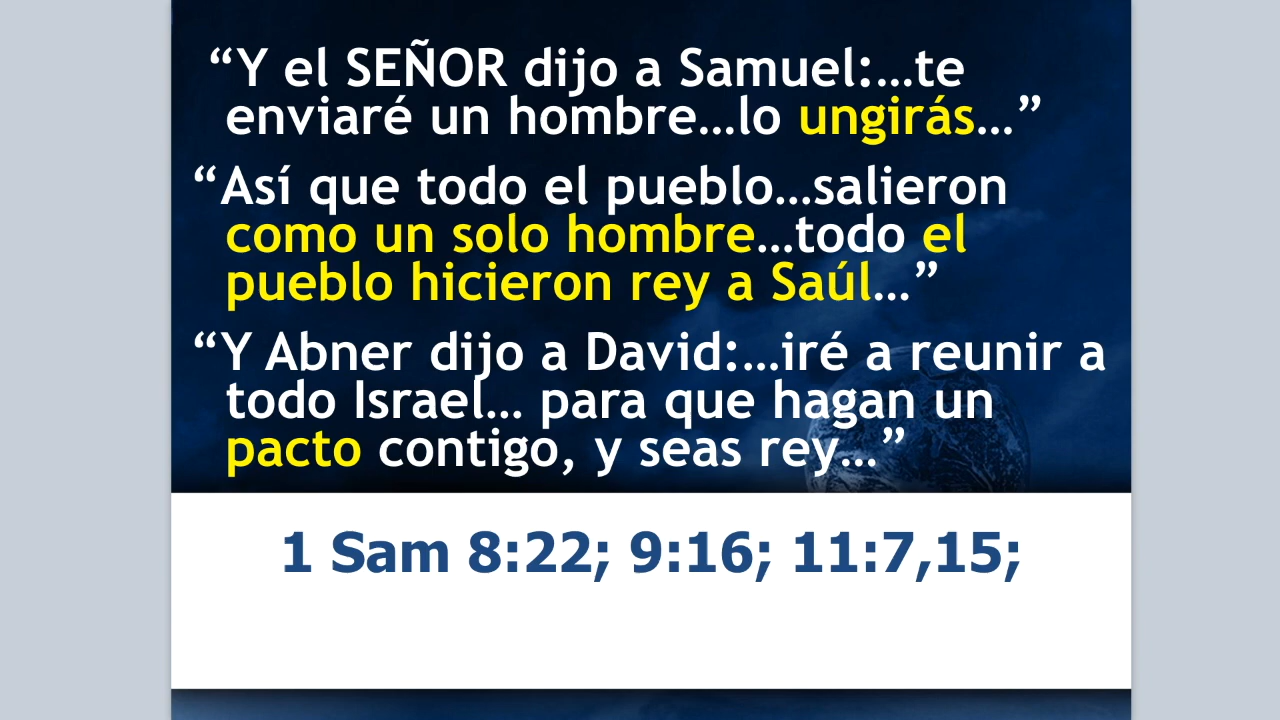 “Y el SEÑOR dijo a Samuel:...te
enviaré un hombre...lo ungirás...”
“Así que todo el pueblo...salieron
como un solo hombre...todo el
pueblo hicieron rey a Saúl...”
“Y Abner dijo a David:...iré a reunir a
todo Israel... para que hagan un
pacto contigo, y seas rey...”
1 Sam 8:22; 9:16; 11:7,15;